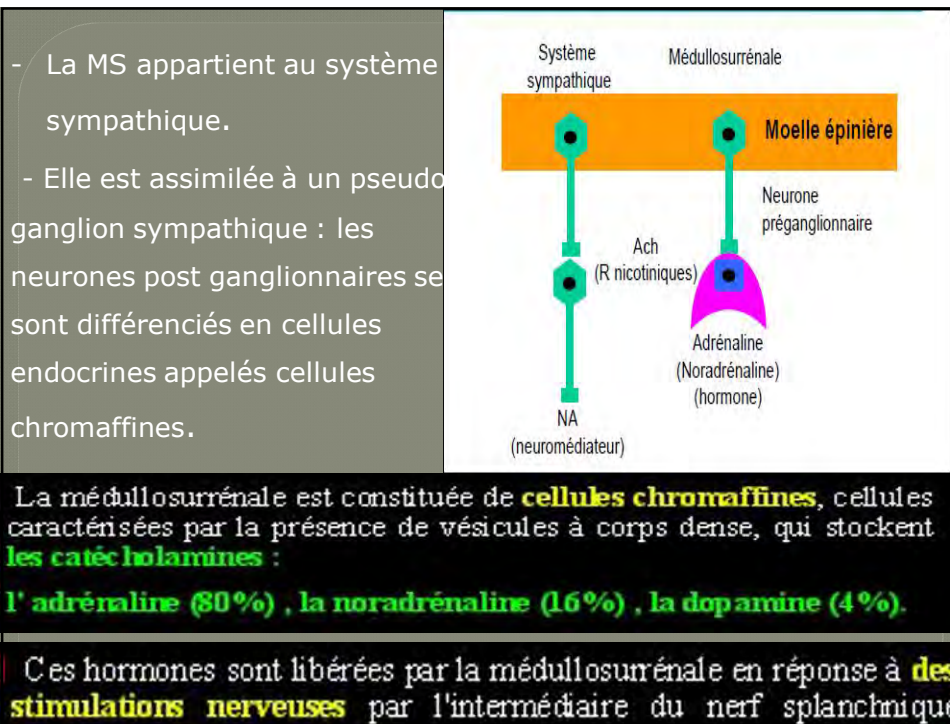 - La MS appartient au système
sympathique.
- Elle est assimilée à un pseudo
ganglion sympathique : les
neurones post ganglionnaires se
sont différenciés en cellules
endocrines appelés cellules
chromaffines.
Système
sympathique
Médullosurrénale
Moelle épinière
Neurone
préganglionnaire
Ach
(R nicotiniques)
Adrénaline
(Noradrénaline)
(hormone)
NA
(neuromédiateur)
La médullosurrénale est constituée de cellules chromaffines, cellules
caractérisées par la présence de vésicules à corps dense, qui stockent
les catécholamines :
l' adrénaline (80%) , la noradrénaline (16%) , la dopamine (4%).
Ces hormones sont libérées par la médullosurrénale en réponse à des
stimulations nerveuses par l'intermédiaire du nerf splanchniqu